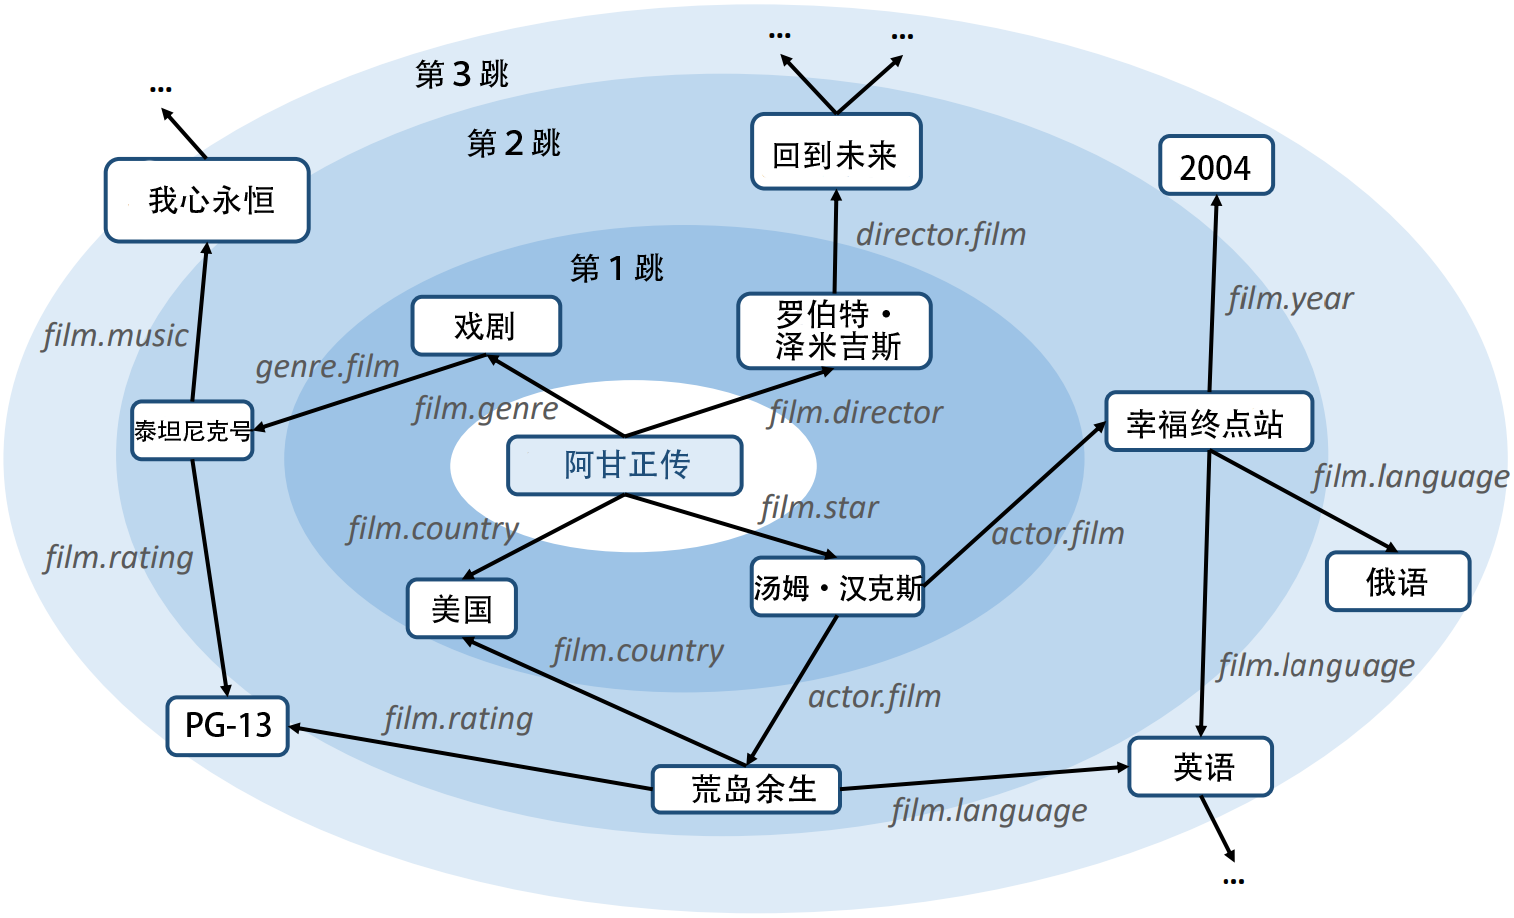 ...
...
...
第 3 跳
第 2 跳
回到未来
2004
我心永恒
director.film
第 1 跳
film.year
戏剧
罗伯特·
泽米吉斯
film.music
genre.film
film.genre
film.director
泰坦尼克号
幸福终点站
阿甘正传
film.language
film.star
film.country
actor.film
film.rating
汤姆·汉克斯
俄语
美国
film.country
film.language
actor.film
film.rating
PG-13
英语
荒岛余生
film.language
...